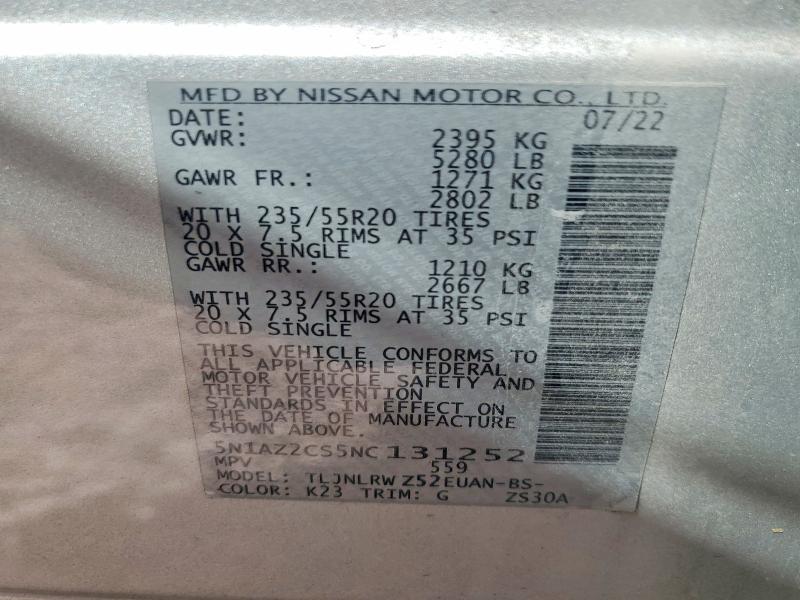 MFD BY NISSAN MOTOR CO., LTD.
DATE: 07/22
GVWR: 2395 KG
5280 LB
GAWR FR.: 1271 KG
2802 LB
WITH 235/55R20 TIRES
20 X 7.5 RIMS AT 35 PSI
COLD SINGLE
GAWR RR.: 1210 KG
2667 LB
WITH 235/55R20 TIRES
20 X 7.5 RIMS AT 35 PSI
COLD SINGLE
THIS VEHICLE CONFORMS TO
ALL APPLICABLE FEDERAL
MOTOR VEHICLE SAFETY AND
THEFT PREVENTION
STANDARDS IN EFFECT ON
THE DATE OF MANUFACTURE
SHOWN ABOVE.
5N1AZ2CS5NC131252
MPV 559
MODEL: TLJNLRW Z52EUAN-BS-
COLOR: K23 TRIM: G ZS30A